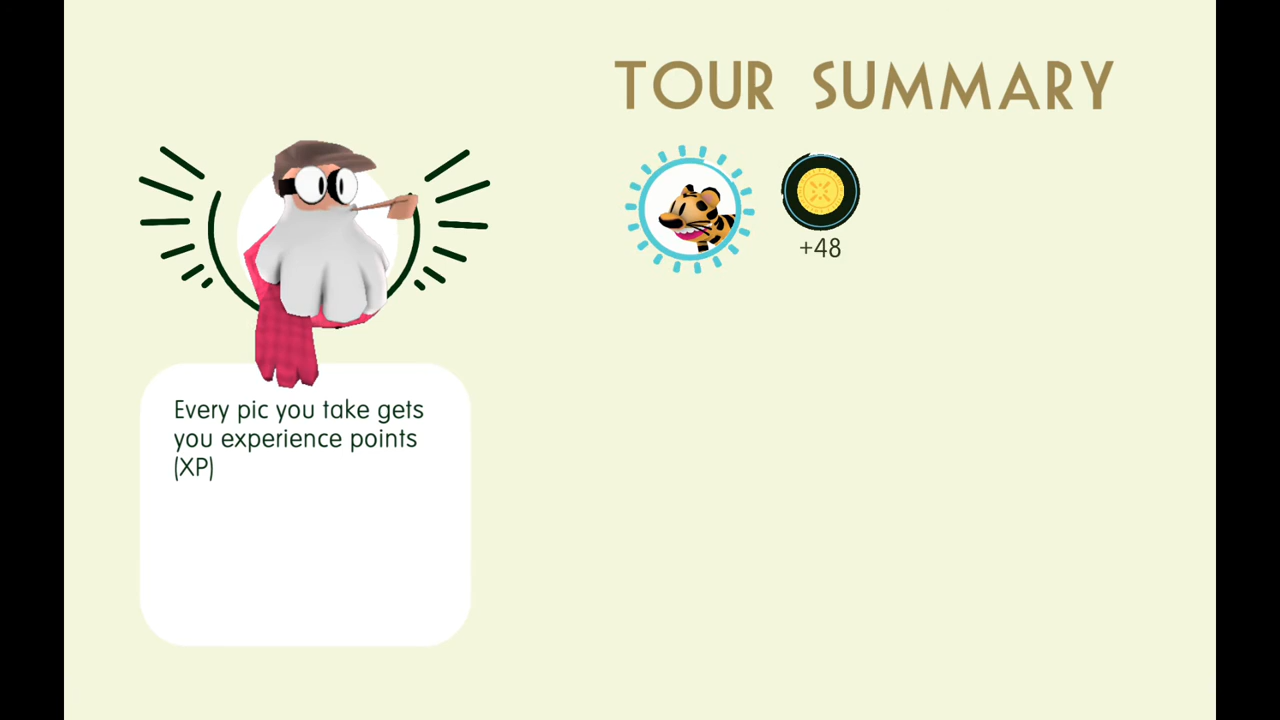 TOUR SUMMARY
+48
Every pic you take gets
you experience points
(XP)